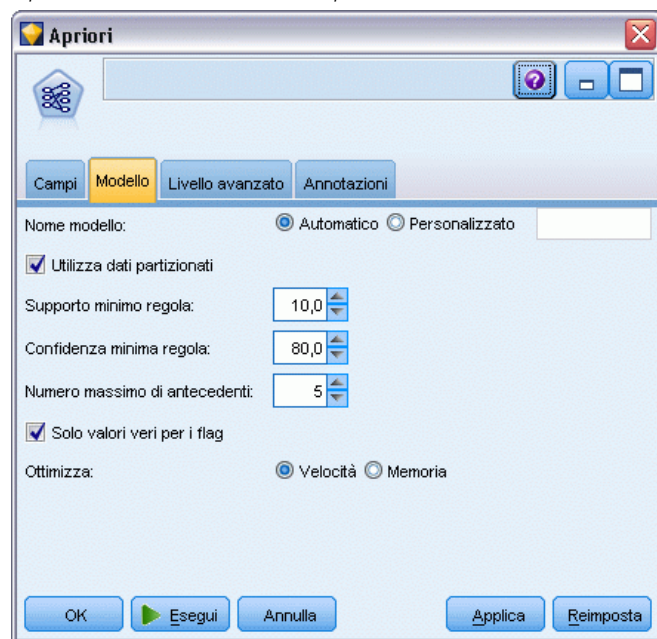 Apriori
Campi Modello Livello avanzato Annotazioni
Nome modello: Automatico Personalizzato
Utilizza dati partizionati
Supporto minimo regola: 10,0
Confidenza minima regola: 80,0
Numero massimo di antecedenti: 5
Solo valori veri per i flag
Ottimizza: Velocità Memoria
OK Esegui Annulla Applica Reimposta